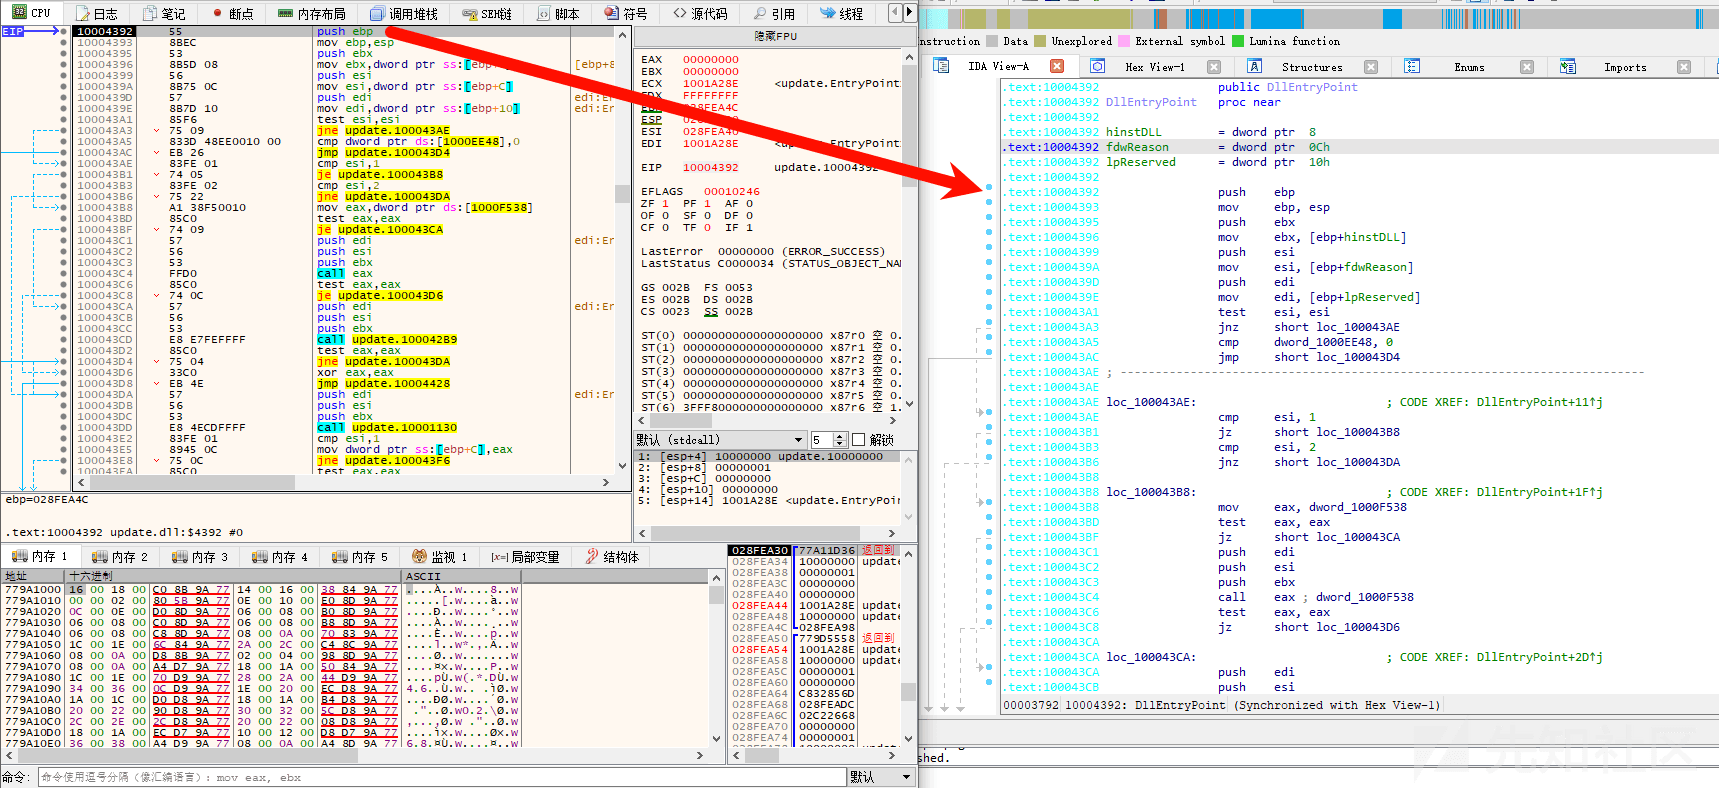 CPU 日志 笔记 断点 内存布局 调用堆栈 SEH链 脚本 符号 源代码 引用 线程
EIP
10004392 55 push ebp
10004393 8BEC mov ebp,esp
10004395 53 push ebx
10004396 8B5D 08 mov ebx,dword ptr ss:[ebp+ [ebp+8
10004399 56 push esi
1000439A 8B75 0C mov esi,dword ptr ss:[ebp+C]
1000439D 57 push edi edi:En
1000439E 8B7D 10 mov edi,dword ptr ss:[ebp+10] edi:En
100043A1 85F6 test esi,esi
100043A3 75 09 jne update.100043AE
100043A5 833D 48EE0010 00 cmp dword ptr ds:[1000EE48],0
100043AC EB 26 jmp update.100043D4
100043AE 83FE 01 cmp esi,1
100043B1 74 05 je update.100043B8
100043B3 83FE 02 cmp esi,2
100043B6 75 22 jne update.100043DA
100043B8 A1 38F50010 mov eax,dword ptr ds:[1000F538]
100043BD 85C0 test eax,eax
100043BF 74 09 je update.100043CA
100043C1 57 push edi edi:Er
100043C2 56 push esi
100043C3 53 push ebx
100043C4 FFD0 call eax
100043C6 85C0 test eax,eax
100043C8 74 0C je update.100043D6
100043CA 57 push edi edi:Er
100043CB 56 push esi
100043CC 53 push ebx
100043CD E8 E7FEFFFF call update.100042B9
100043D2 85C0 test eax,eax
100043D4 75 04 jne update.100043DA
100043D6 33C0 xor eax,eax
100043D8 EB 4E jmp update.10004428
100043DA 57 push edi edi:Er
100043DB 56 push esi
100043DC 53 push ebx
100043DD E8 4ECDFFFF call update.10001130
100043E2 83FE 01 cmp esi,1
100043E5 8945 0C mov dword ptr ss:[ebp+C],eax
100043E8 75 0C jne update.100043F6
100043EA 85C0 test eax,eax
ebp=028FEA4C
.text:10004392 update.dll:$4392 #0
隐藏FPU
EAX 00000000
EBX 00000000
ECX 1001A28E <update.EntryPoint
EDX FFFFFFFF
EBP 028FEA4C
ESP
ESI 028FEA40
EDI 1001A28E
EIP 10004392 update.10004392
EFLAGS 00010246
ZF 1 PF 1 AF 0
OF 0 SF 0 DF 0
CF 0 TF 0 IF 1
LastError 00000000 (ERROR_SUCCESS)
LastStatus C0000034 (STATUS_OBJECT_NA
GS 002B FS 0053
ES 002B DS 002B
CS 0023 SS 002B
ST(0) 00000000000000000000 x87r0 空 0.
ST(1) 00000000000000000000 x87r1 空 0.
ST(2) 00000000000000000000 x87r2 空 0.
ST(3) 00000000000000000000 x87r3 空 0.
ST(4) 00000000000000000000 x87r4 空 0.
ST(5) 00000000000000000000 x87r5 空 0.
ST(6) 3FFF8000000000000000 x87r6 空 1.
默认 (stdcall) 5 解锁
1: [esp+4] 10000000 update.10000000
2: [esp+8] 00000001
3: [esp+C] 00000000
4: [esp+10] 00000000
5: [esp+14] 1001A28E <update.EntryPoi
内存 1 内存 2 内存 3 内存 4 内存 5 监视 1 [x=] 局部变量 结构体
地址 十六进制 ASCII
779A1000 16 00 18 00 C0 8B 9A 77 14 00 16 00 38 84 9A 77
779A1010 00 00 02 00 80 5B 9A 77 0E 00 10 00 E0 8D 9A 77
779A1020 0C 00 0E 00 D0 8D 9A 77 06 00 08 00 B0 8D 9A 77
779A1030 06 00 08 00 C0 8D 9A 77 06 00 08 00 B8 8D 9A 77
779A1040 06 00 08 00 C8 8D 9A 77 08 00 0A 00 70 83 9A 77
779A1050 1C 00 1E 00 6C 84 9A 77 2A 00 2C 00 C4 8C 9A 77
779A1060 08 00 0A 00 D8 8B 9A 77 02 00 04 00 98 8D 9A 77
779A1070 08 00 0A 00 A4 D7 9A 77 18 00 1A 00 50 84 9A 77
779A1080 1C 00 1E 00 70 D9 9A 77 28 00 2A 00 44 D9 9A 77
779A1090 34 00 36 00 0C D9 9A 77 1E 00 20 00 EC D8 9A 77
779A10A0 1A 00 1C 00 D0 D8 9A 77 18 00 1A 00 B4 D8 9A 77
779A10B0 20 00 22 00 90 D8 9A 77 30 00 32 00 5C D8 9A 77
779A10C0 2C 00 2E 00 2C D8 9A 77 20 00 22 00 08 D8 9A 77
779A10D0 18 00 1A 00 EC D7 9A 77 10 00 12 00 D8 D7 9A 77
779A10E0 36 00 38 00 A4 D9 9A 77 08 00 0A 00 A4 8D 9A 77
028FEA30 77A11D36 返回到
028FEA34 10000000 update
028FEA38 00000001
028FEA3C 00000000
028FEA40 00000000
028FEA44 1001A28E update
028FEA48 10000000 update
028FEA4C 028FEA98
028FEA50 779D5558 返回到
028FEA54 1001A28E update
028FEA58 10000000 update
028FEA5C 00000001
028FEA60 00000000
028FEA64 C832856D
028FEA68 028FEADC
028FEA6C 02C22668
028FEA70 00000000
028FEA74 00000001
命令: 命令使用逗号分隔（像汇编语言）: mov eax, ebx 默认
nstruction Data Unexplored External symbol Lumina function
IDA View-A Hex View-1 Structures Enums Imports
.text:10004392 public DllEntryPoint
.text:10004392 DllEntryPoint proc near
.text:10004392
.text:10004392 hinstDLL = dword ptr 8
.text:10004392 fdwReason = dword ptr 0Ch
.text:10004392 lpReserved = dword ptr 10h
.text:10004392
.text:10004392 push ebp
.text:10004393 mov ebp, esp
.text:10004395 push ebx
.text:10004396 mov ebx, [ebp+hinstDLL]
.text:10004399 push esi
.text:1000439A mov esi, [ebp+fdwReason]
.text:1000439D push edi
.text:1000439E mov edi, [ebp+lpReserved]
.text:100043A1 test esi, esi
.text:100043A3 jnz short loc_100043AE
.text:100043A5 cmp dword_1000EE48, 0
.text:100043AC jmp short loc_100043D4
.text:100043AE ; ---------------------------------------------------------------------------
.text:100043AE
.text:100043AE loc_100043AE: ; CODE XREF: DllEntryPoint+11↑j
.text:100043AE cmp esi, 1
.text:100043B1 jz short loc_100043B8
.text:100043B3 cmp esi, 2
.text:100043B6 jnz short loc_100043DA
.text:100043B8
.text:100043B8 loc_100043B8: ; CODE XREF: DllEntryPoint+1F↑j
.text:100043B8 mov eax, dword_1000F538
.text:100043BD test eax, eax
.text:100043BF jz short loc_100043CA
.text:100043C1 push edi
.text:100043C2 push esi
.text:100043C3 push ebx
.text:100043C4 call eax ; dword_1000F538
.text:100043C6 test eax, eax
.text:100043C8 jz short loc_100043D6
.text:100043CA
.text:100043CA loc_100043CA: ; CODE XREF: DllEntryPoint+2D↑j
.text:100043CA push edi
.text:100043CB push esi
00003792 10004392: DllEntryPoint (Synchronized with Hex View-1)
shed.
先知社区